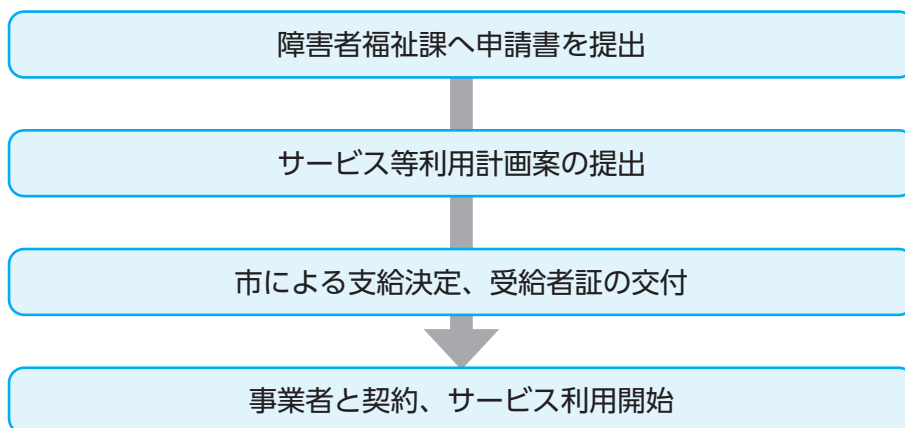 障害者福祉課へ申請書を提出
サービス等利用計画案の提出
市による支給決定、受給者証の交付
事業者と契約、サービス利用開始